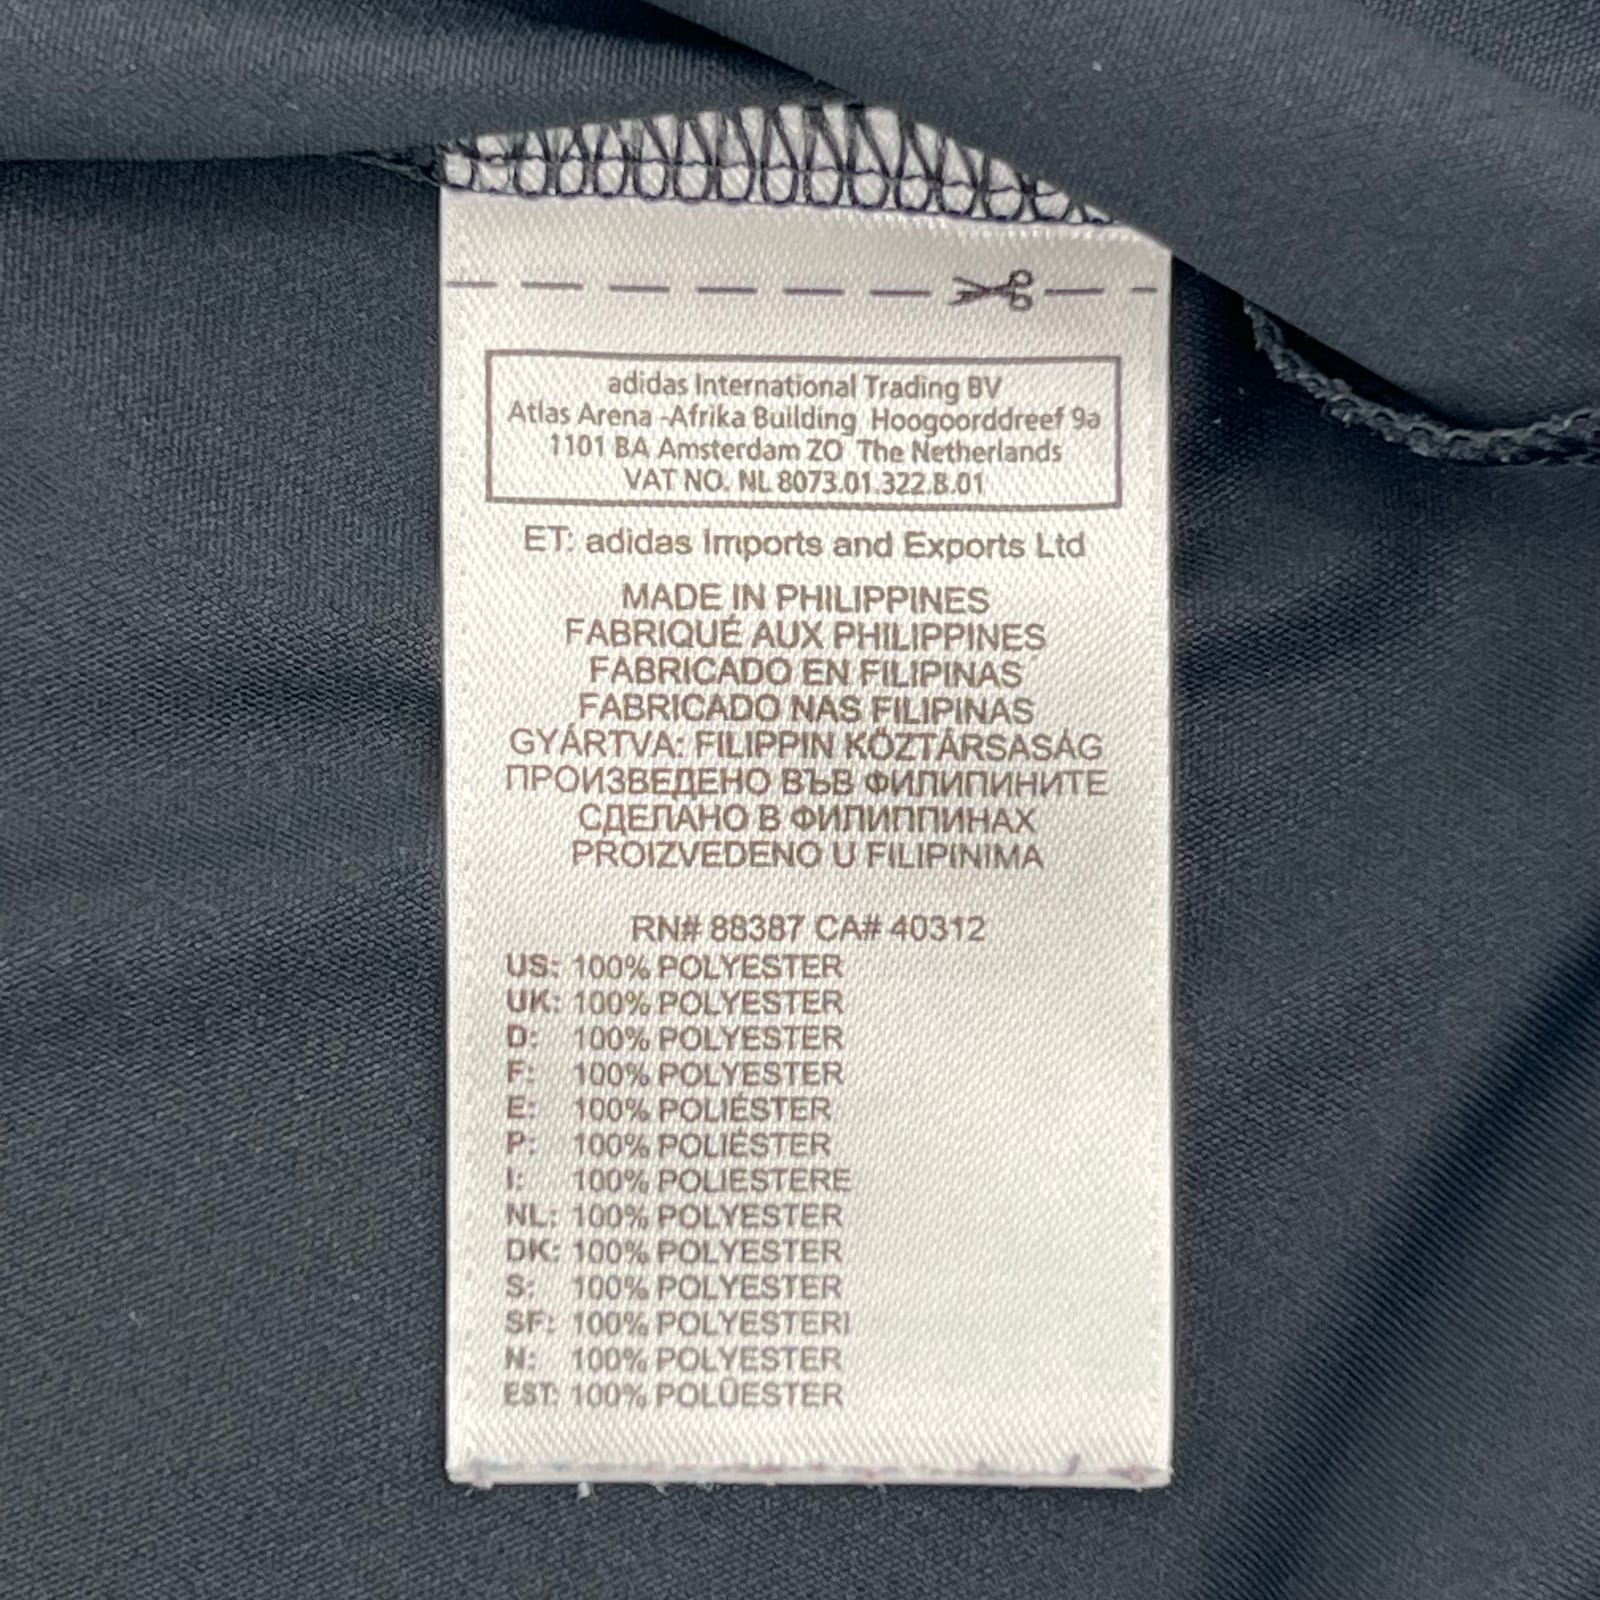 adidas International Trading BV
Atlas Arena -Afrika Building Hoogoorddreef 9a
1101 BA Amsterdam ZO The Netherlands
VAT NO. NL 8073.01.322.B.01
ET: adidas Imports and Exports Ltd
MADE IN PHILIPPINES
FABRIQUÉ AUX PHILIPPINES
FABRICADO EN FILIPINAS
FABRICADO NAS FILIPINAS
GYÁRTVA: FILIPPIN KÖZTÁRSASÁG
ПРОИЗВЕДЕНО ВЪВ ФИЛИПИНИТЕ
СДЕЛАНО В ФИЛИППИНАХ
PROIZVEDENO U FILIPINIMA
RN# 88387 CA# 40312
US: 100% POLYESTER
UK: 100% POLYESTER
D: 100% POLYESTER
F: 100% POLYESTER
E: 100% POLIÉSTER
P: 100% POLIÉSTER
I: 100% POLIESTERE
NL: 100% POLYESTER
DK: 100% POLYESTER
S: 100% POLYESTER
SF: 100% POLYESTERI
N: 100% POLYESTER
EST: 100% POLÜESTER